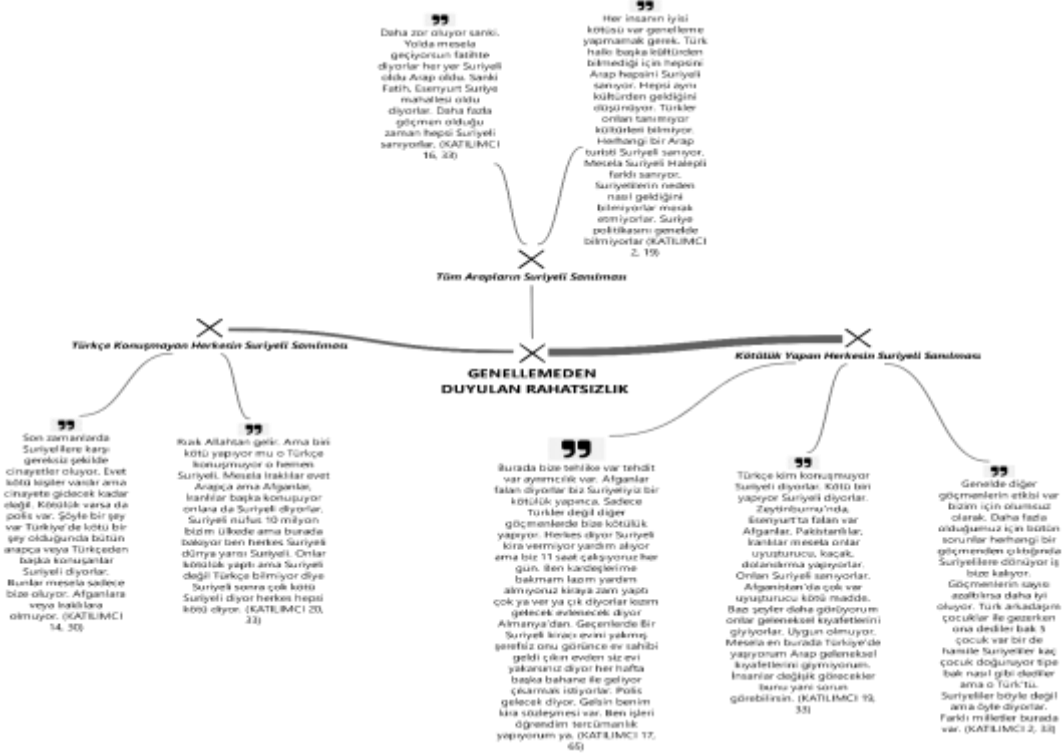 Daha zor oluyor sanki.
Yolda mesela
geçiyorsun fatihte
diyorlar her yer Suriyeli
oldu Arap oldu. Sanki
Fatih, Esenyurt Suriye
mahallesi oldu
diyorlar. Daha fazla
göçmen olduğu
zaman hepsi Suriyeli
sanıyorlar. (KATILIMCI
16, 33)
Her insanın iyisi
kötüsü var genelleme
yapmamak gerek. Türk
halkı başka kültürden
bilmediği için hepsini
Arap hepsini Suriyeli
sanıyor. Hepsi aynı
kültürden geldiğini
düşünüyor. Türkler
onları tanımıyor
kültürleri bilmiyor.
Herhangi bir Arap
turisti Suriyeli sanıyor.
Mesela Suriyeli Halepli
farklı sanıyor.
Suriyelilerin neden
nasıl geldiğini
bilmiyorlar merak
etmiyorlar. Suriye
politikasını genelde
bilmiyorlar (KATILIMCI
2, 19)
Tüm Arapların Suriyeli Sanılması
Türkçe Konuşmayan Herkesin Suriyeli Sanılması
Kötülük Yapan Herkesin Suriyeli Sanılması
GENELLEMEDEN
DUYULAN RAHATSIZLIK
Son zamanlarda
Suriyelilere karşı
gereksiz şekilde
cinayetler oluyor. Evet
kötü kişiler vardır ama
cinayete gidecek kadar
değil. Kötülük varsa da
polis var. Şöyle bir şey
var Türkiye'de kötü bir
şey olduğunda bütün
arapça veya Türkçeden
başka konuşanlar
Suriyeli diyorlar.
Bunlar mesela sadece
bize oluyor. Afganlara
veya Iraklılara
olmuyor. (KATILIMCI
14, 30)
Rızık Allahtan gelir. Ama biri
kötü yapıyor mu o Türkçe
konuşmuyor o hemen
Suriyeli. Mesela Iraklılar evet
Arapça ama Afganlar,
İranlılar başka konuşuyor
onlara da Suriyeli diyorlar.
Suriyeli nüfus 10 milyon
bizim ülkede ama burada
bakıyor ben herkes Suriyeli
dünya yarısı Suriyeli. Onlar
kötülük yaptı ama Suriyeli
değil Türkçe bilmiyor diye
Suriyeli sonra çok kötü
Suriyeli diyor herkes hepsi
kötü diyor. (KATILIMCI 20,
33)
Burada bize tehlike var tehdit
var ayrımcılık var. Afganlar
falan diyorlar biz Suriyeliyiz bir
kötülük yapınca. Sadece
Türkler değil diğer
göçmenlerde bize kötülük
yapıyor. Herkes diyor Suriyeli
kira vermiyor yardım alıyor
ama biz 11 saat çalışıyoruz her
gün. Ben kardeşlerime
bakmam lazım yardım
almıyoruz kiraya zam yaptı
çok ya ver ya çık diyorlar kızım
gelecek evlenecek diyor
Almanya'dan. Geçenlerde Bir
Suriyeli kiracı evini yakmış
şerefsiz onu görünce ev sahibi
geldi çıkın evden siz evi
yakarsınız diyor her hafta
başka bahane ile geliyor
çıkarmak istiyorlar. Polis
gelecek diyor. Gelsin benim
kira sözleşmesi var. Ben işleri
öğrendim tercümanlık
yapıyorum ya. (KATILIMCI 17,
65)
Türkçe kim konuşmuyor
Suriyeli diyorlar. Kötü biri
yapıyor Suriyeli diyorlar.
Zeytinburnu'nda,
Esenyurt'ta falan var
Afganlar, Pakistanlılar,
İranlılar mesela onlar
uyuşturucu, kaçak,
dolandırma yapıyorlar.
Onları Suriyeli sanıyorlar.
Afganistan'da çok var
uyuşturucu kötü madde.
Bazı şeyler daha görüyorum
onlar geleneksel kıyafetlerini
giyiyorlar. Uygun olmuyor.
Mesela en burada Türkiye'de
yaşıyorum Arap geleneksel
kıyafetlerini giymiyorum.
İnsanlar değişik görecekler
bunu yani sorun
görebilirsin. (KATILIMCI 19,
33)
Genelde diğer
göçmenlerin etkisi var
bizim için olumsuz
olarak. Daha fazla
olduğumuz için bütün
sorunlar herhangi bir
göçmenden çıktığında
Suriyelilere dönüyor iş
bize kalıyor.
Göçmenlerin sayısı
azaltılırsa daha iyi
oluyor. Türk arkadaşım
çocuklar ile gezerken
ona dediler bak 5
çocuk var bir de
hamile Suriyeliler kaç
çocuk doğuruyor tipe
bak nasıl gibi dediler
ama o Türk'tü.
Suriyeliler böyle değil
ama öyle diyorlar.
Farklı milletler burada
var. (KATILIMCI 2, 33)